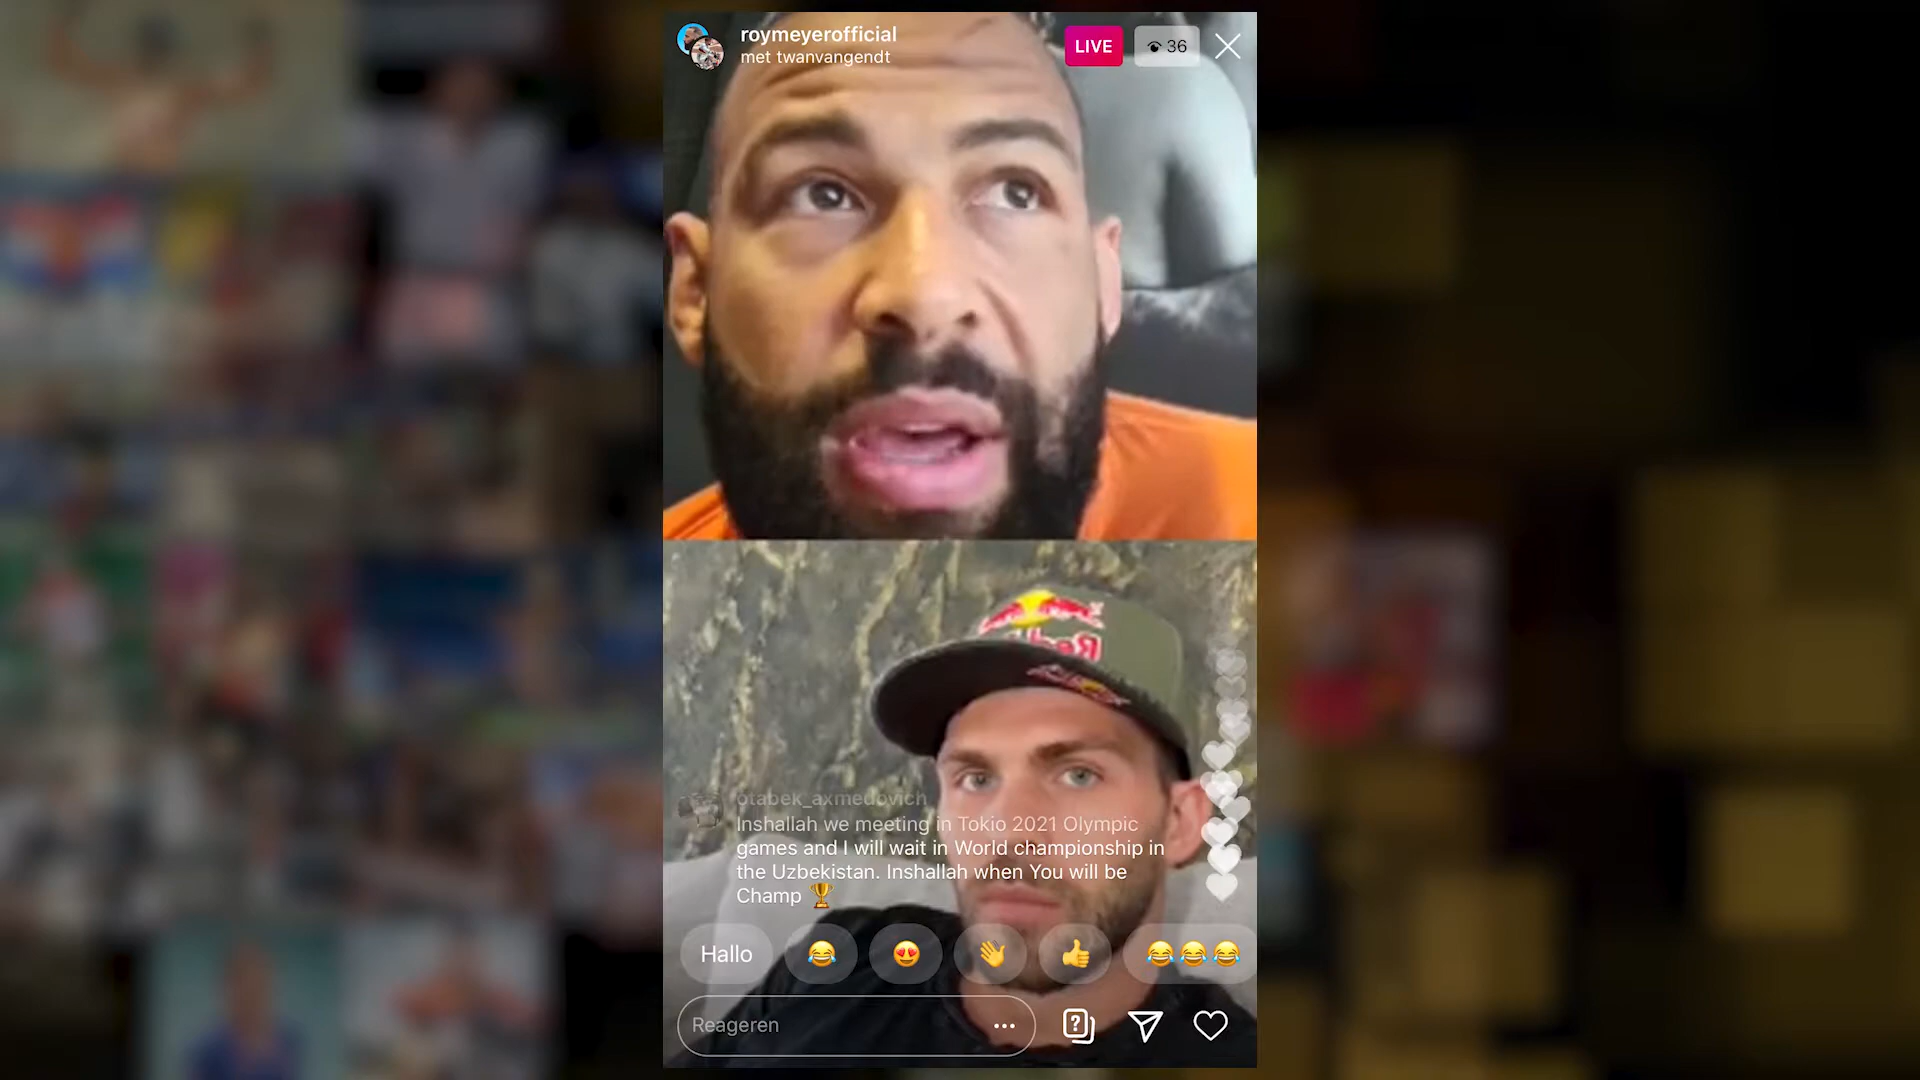 roymeyerofficial
met twanvangendt
LIVE
36
otabek_axmedovich
Inshallah we meeting in Tokio 2021 Olympic
games and I will wait in World championship in
the Uzbekistan. Inshallah when You will be
Champ 🏆
Hallo
Reageren